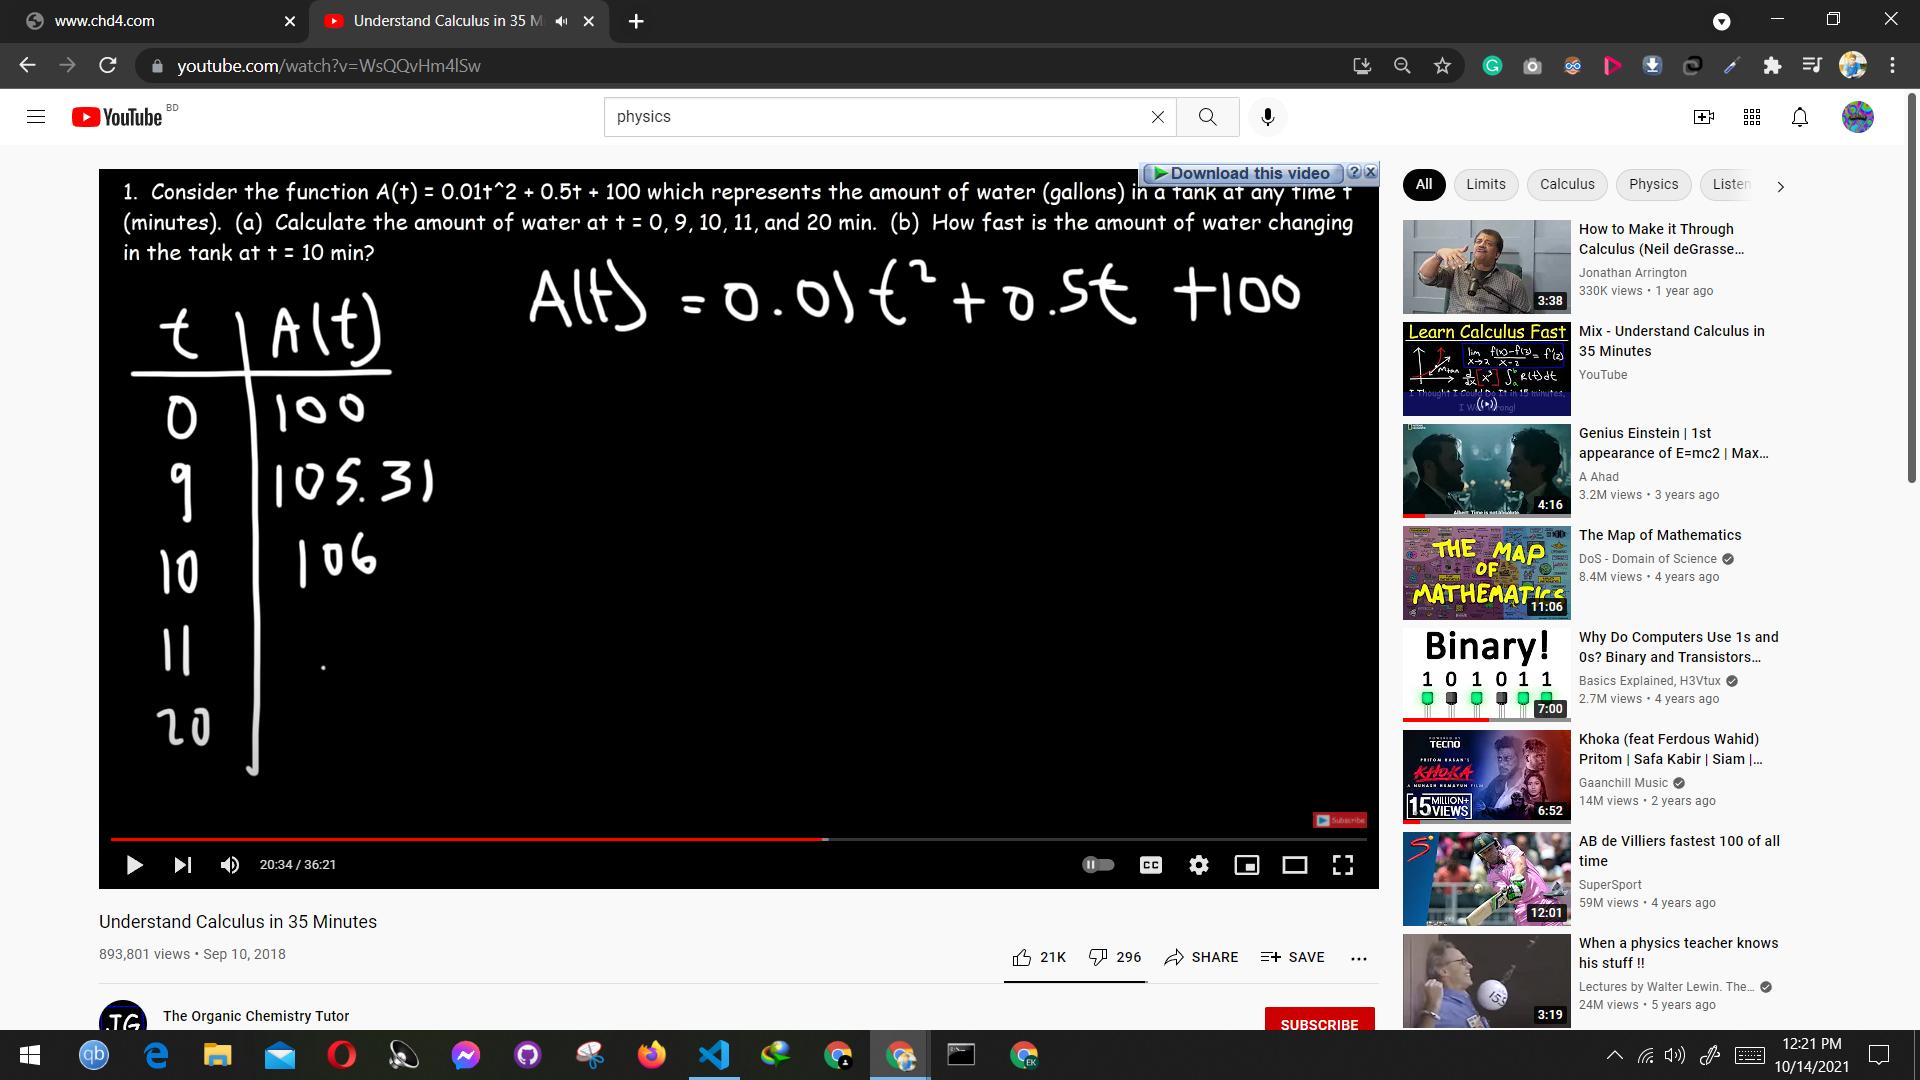 www.chd4.com
Understand Calculus in 35 M
youtube.com/watch?v=WsQQvHm4lSw
YouTube BD
physics
Download this video
1. Consider the function A(t) = 0.01t^2 + 0.5t + 100 which represents the amount of water (gallons) in a tank at any time t
(minutes). (a) Calculate the amount of water at t = 0, 9, 10, 11, and 20 min. (b) How fast is the amount of water changing
in the tank at t = 10 min?
A(t) = 0.01t² + 0.5t + 100
t A(t)
0 100
9 105.31
10 106
11
20
Subscribe
20:34 / 36:21
CC
Understand Calculus in 35 Minutes
893,801 views • Sep 10, 2018
21K 296 SHARE SAVE
JG
The Organic Chemistry Tutor
SUBSCRIBE
All Limits Calculus Physics Listen
How to Make it Through
Calculus (Neil deGrasse...
Jonathan Arrington
330K views • 1 year ago
3:38
Learn Calculus Fast
Mix - Understand Calculus in
35 Minutes
YouTube
Genius Einstein | 1st
appearance of E=mc2 | Max...
A Ahad
3.2M views • 3 years ago
4:16
THE MAP
OF
MATHEMATICS
11:06
The Map of Mathematics
DoS - Domain of Science
8.4M views • 4 years ago
Binary!
1 0 1 0 1 1
7:00
Why Do Computers Use 1s and
0s? Binary and Transistors...
Basics Explained, H3Vtux
2.7M views • 4 years ago
TECNO
KHOKA
15 MILLION+
VIEWS
6:52
Khoka (feat Ferdous Wahid)
Pritom | Safa Kabir | Siam |...
Gaanchill Music
14M views • 2 years ago
12:01
AB de Villiers fastest 100 of all
time
SuperSport
59M views • 4 years ago
3:19
When a physics teacher knows
his stuff !!
Lectures by Walter Lewin. The...
24M views • 5 years ago
qb
EK
12:21 PM
10/14/2021